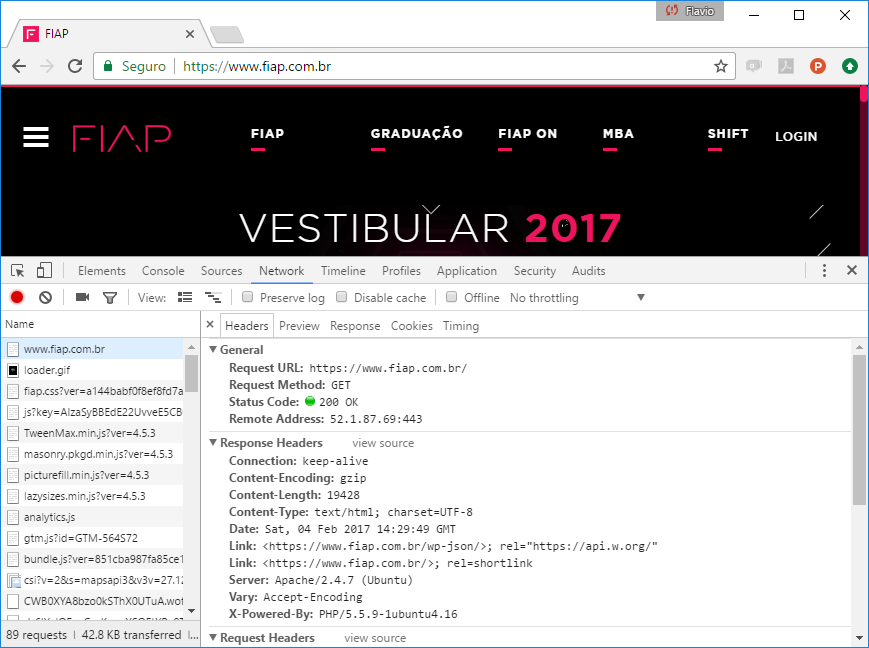 Flavio
FIAP
Seguro | https://www.fiap.com.br
FIAP
FIAP GRADUAÇÃO FIAP ON MBA SHIFT LOGIN
VESTIBULAR 2017
Elements Console Sources Network Timeline Profiles Application Security Audits
View: Preserve log Disable cache Offline No throttling
Name
www.fiap.com.br
loader.gif
fiap.css?ver=a144babf0f8ef8fd7a
js?key=AIzaSyBBEdE22UvveE5CB
TweenMax.min.js?ver=4.5.3
masonry.pkgd.min.js?ver=4.5.3
picturefill.min.js?ver=4.5.3
lazysizes.min.js?ver=4.5.3
analytics.js
gtm.js?id=GTM-564S72
bundle.js?ver=851cba987fa85ce1
csi?v=2&s=mapsapi3&v3v=27.12
CWB0XYA8bzo0kSThX0UTuA.wof
89 requests | 42.8 KB transferred |...
Headers Preview Response Cookies Timing
General
Request URL: https://www.fiap.com.br/
Request Method: GET
Status Code: 200 OK
Remote Address: 52.1.87.69:443
Response Headers view source
Connection: keep-alive
Content-Encoding: gzip
Content-Length: 19428
Content-Type: text/html; charset=UTF-8
Date: Sat, 04 Feb 2017 14:29:49 GMT
Link: <https://www.fiap.com.br/wp-json/>; rel="https://api.w.org/"
Link: <https://www.fiap.com.br/>; rel=shortlink
Server: Apache/2.4.7 (Ubuntu)
Vary: Accept-Encoding
X-Powered-By: PHP/5.5.9-1ubuntu4.16
Request Headers view source